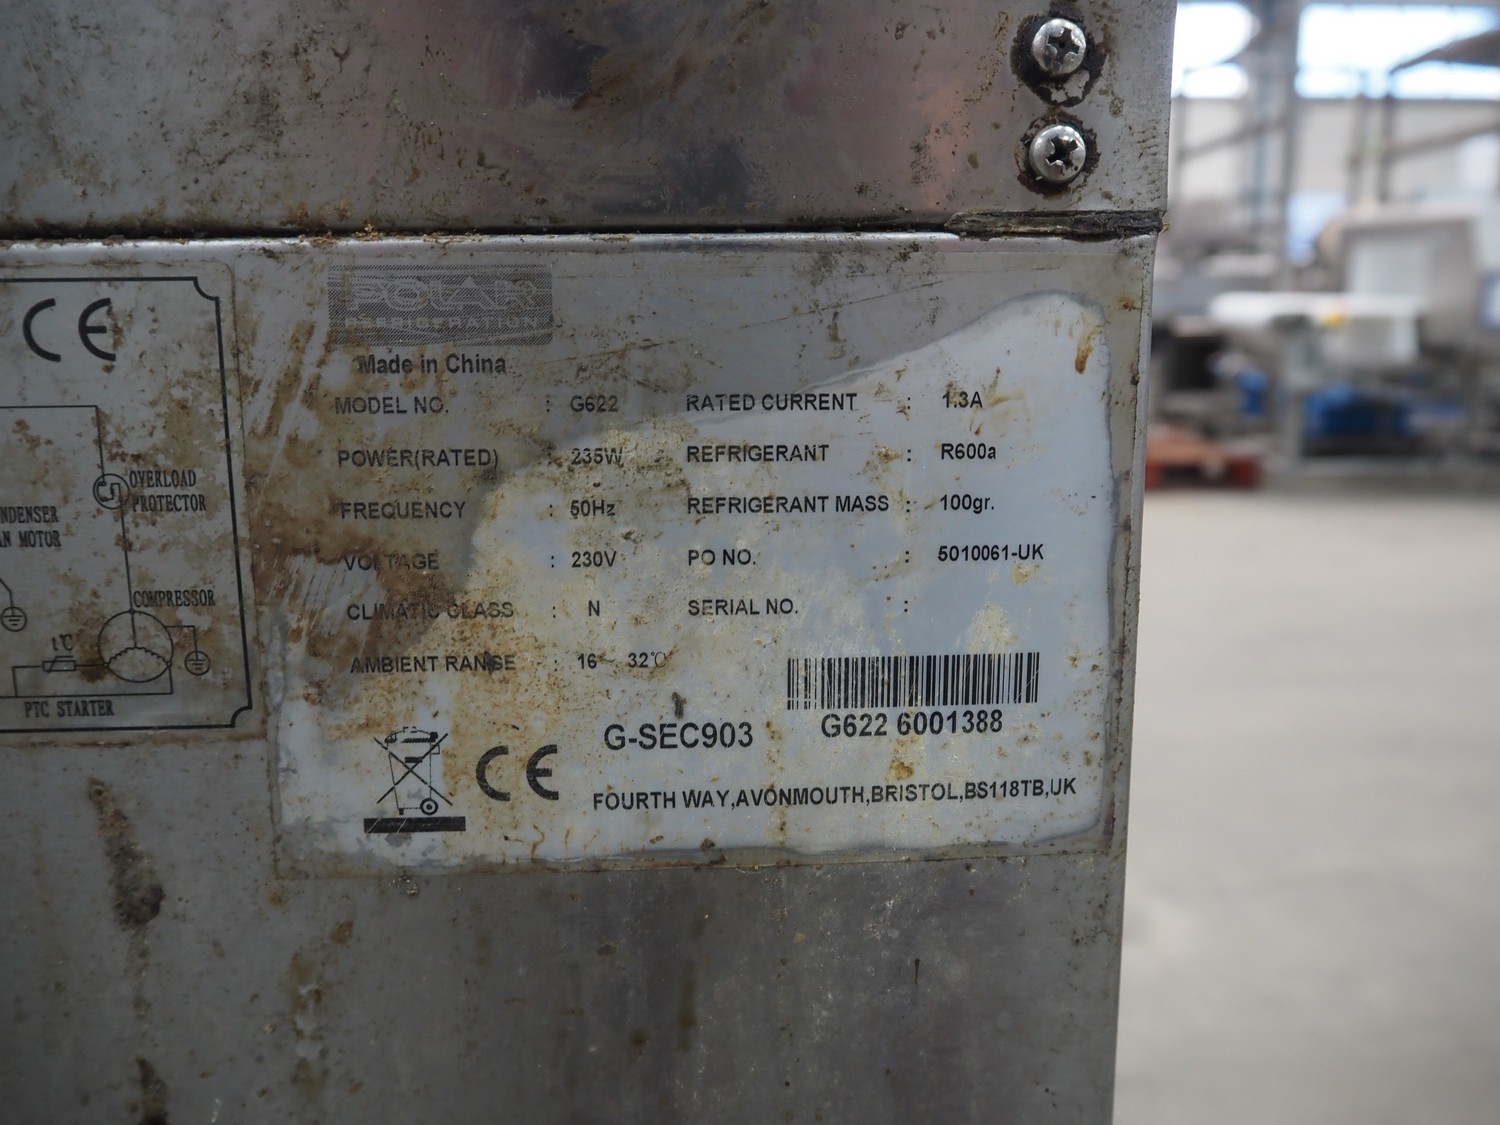 POLAR
REFRIGERATION
Made in China
MODEL NO. : G622 RATED CURRENT : 1.3A
POWER(RATED) : 235W REFRIGERANT : R600a
FREQUENCY : 50Hz REFRIGERANT MASS : 100gr.
VOLTAGE : 230V PO NO. : 5010061-UK
CLIMATIC CLASS : N SERIAL NO. :
AMBIENT RANGE : 16~ 32℃
G622 6001388
G-SEC903
CE
FOURTH WAY,AVONMOUTH,BRISTOL,BS118TB,UK
CE
OVERLOAD
PROTECTOR
MOTOR
COMPRESSOR
t℃
PTC STARTER